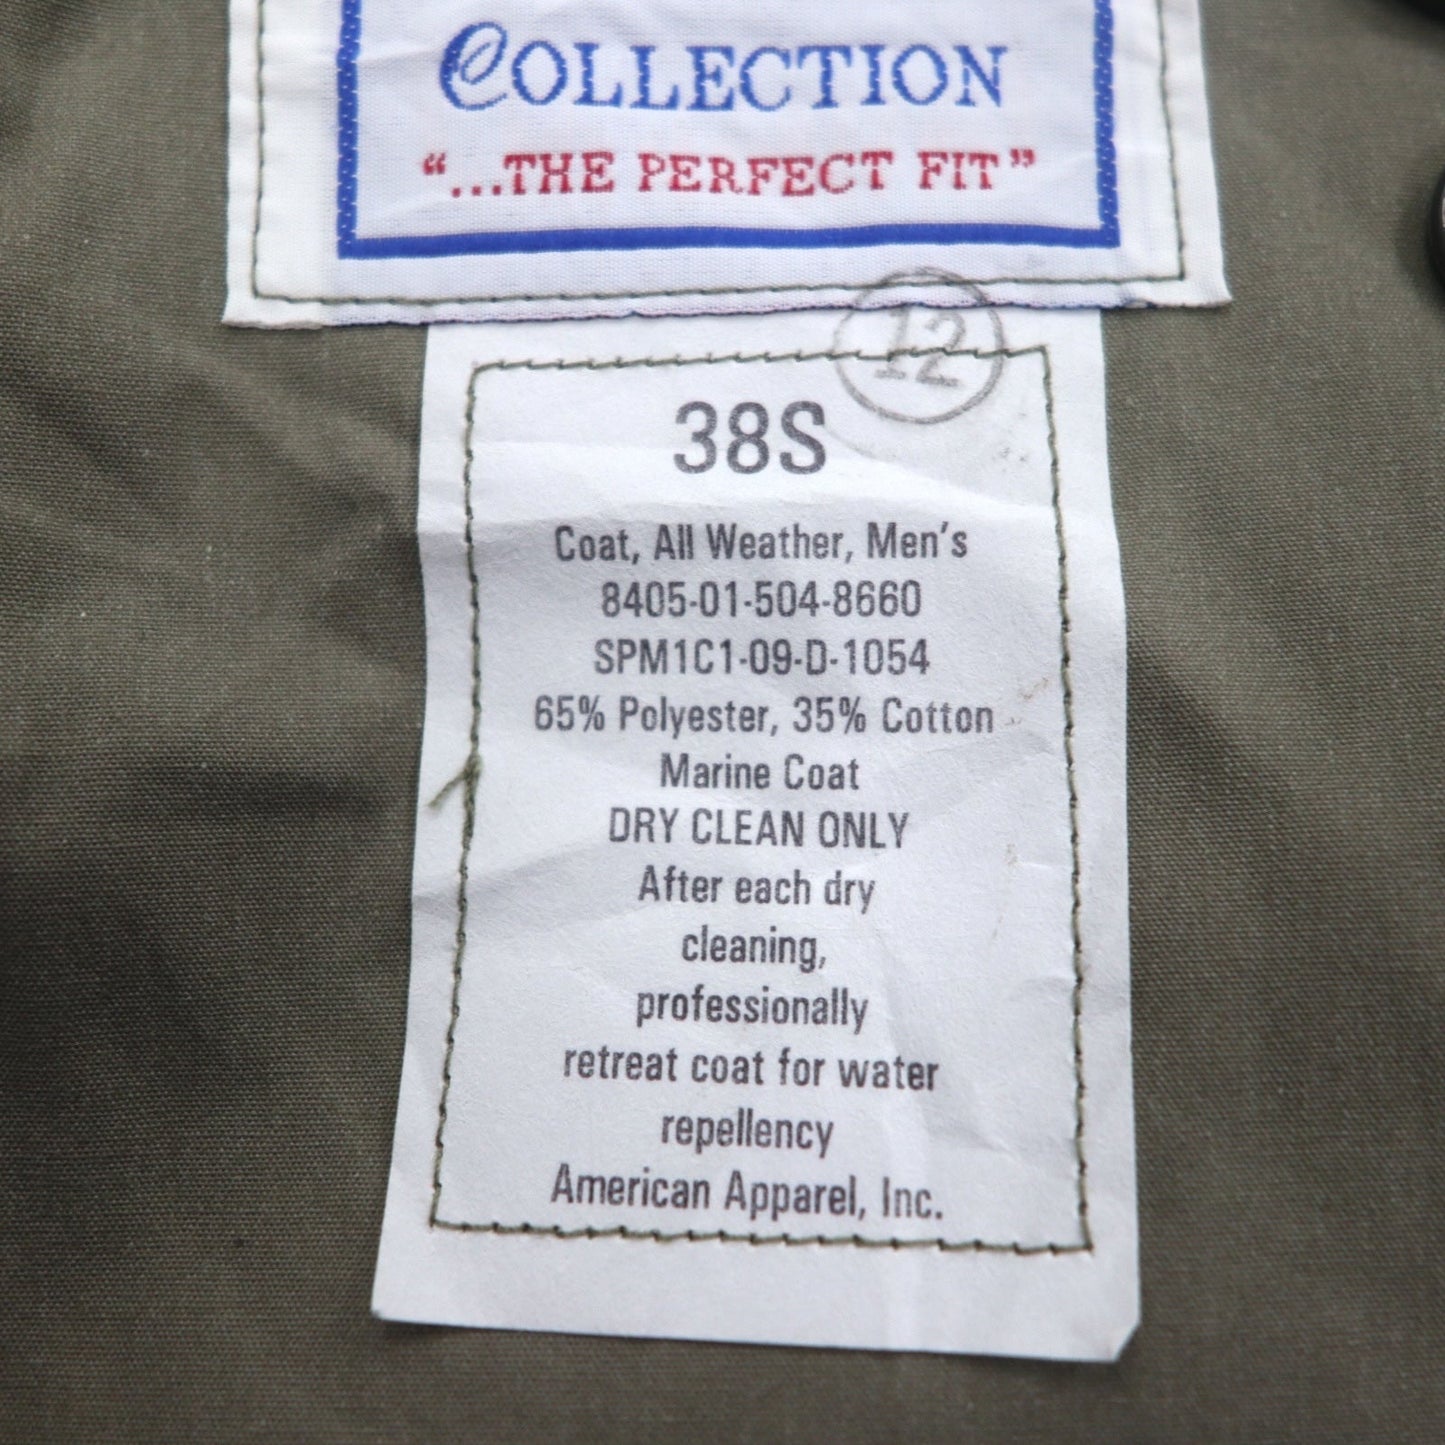 COLLECTION
"...THE PERFECT FIT"
12
38S
Coat, All Weather, Men's
8405-01-504-8660
SPM1C1-09-D-1054
65% Polyester, 35% Cotton
Marine Coat
DRY CLEAN ONLY
After each dry
cleaning,
professionally
retreat coat for water
repellency
American Apparel, Inc.